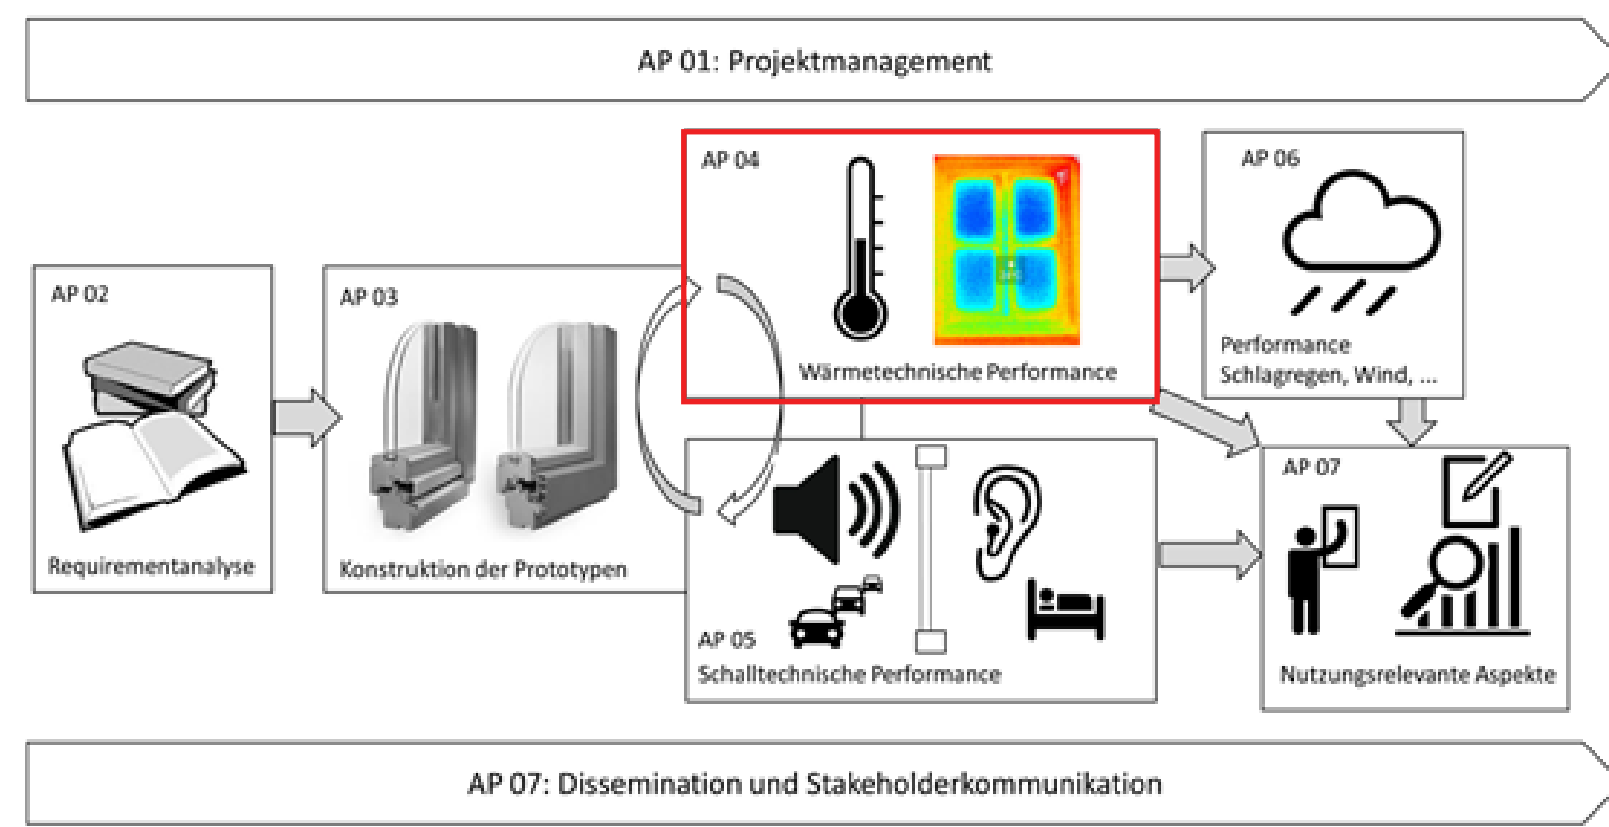 AP 01: Projektmanagement
AP 02
Requirementanalyse
AP 03
Konstruktion der Prototypen
AP 04
Wärmetechnische Performance
AP 05
Schalltechnische Performance
AP 06
Performance
Schlagregen, Wind, ...
AP 07
Nutzungsrelevante Aspekte
AP 07: Dissemination und Stakeholderkommunikation